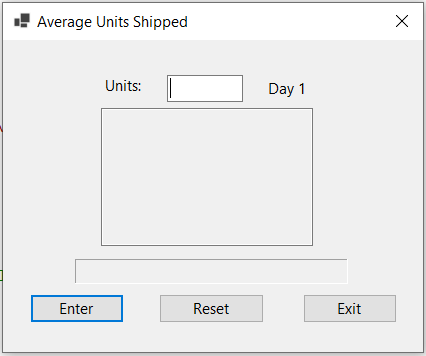 Average Units Shipped
Units: Day 1
Enter Reset Exit